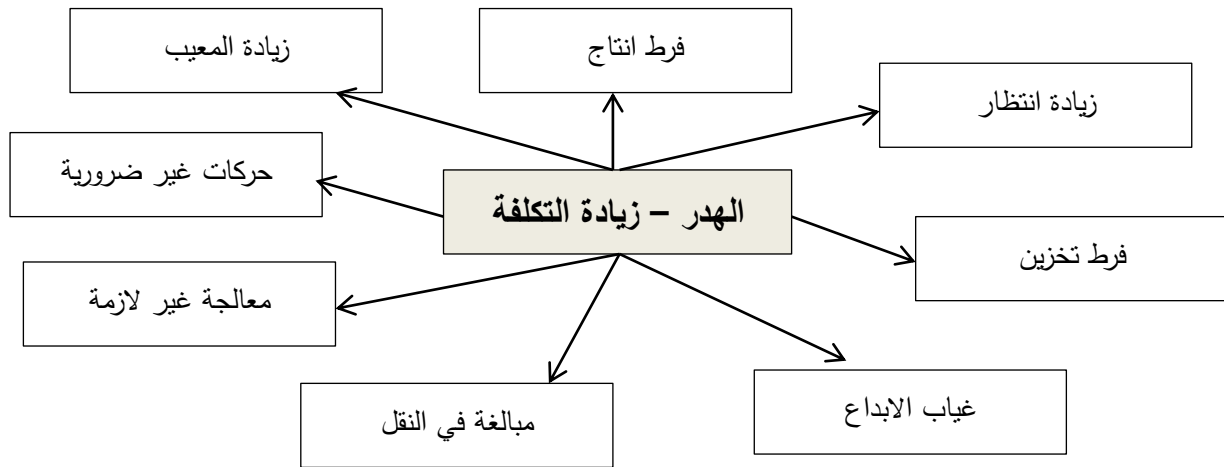 فرط انتاج
زيادة المعيب
زيادة انتظار
حركات غير ضرورية
الهدر – زيادة التكلفة
فرط تخزين
معالجة غير لازمة
غياب الابداع
مبالغة في النقل